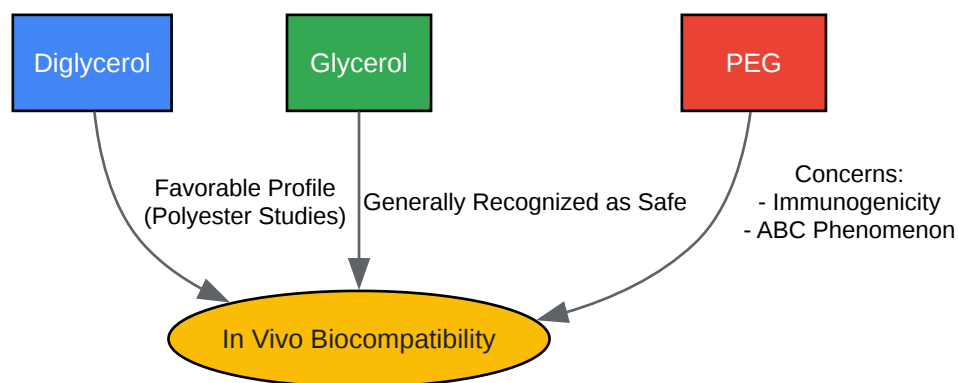 Diglycerol
Glycerol
PEG
Favorable Profile
(Polyester Studies)
Generally Recognized as Safe
Concerns:
- Immunogenicity
- ABC Phenomenon
In Vivo Biocompatibility